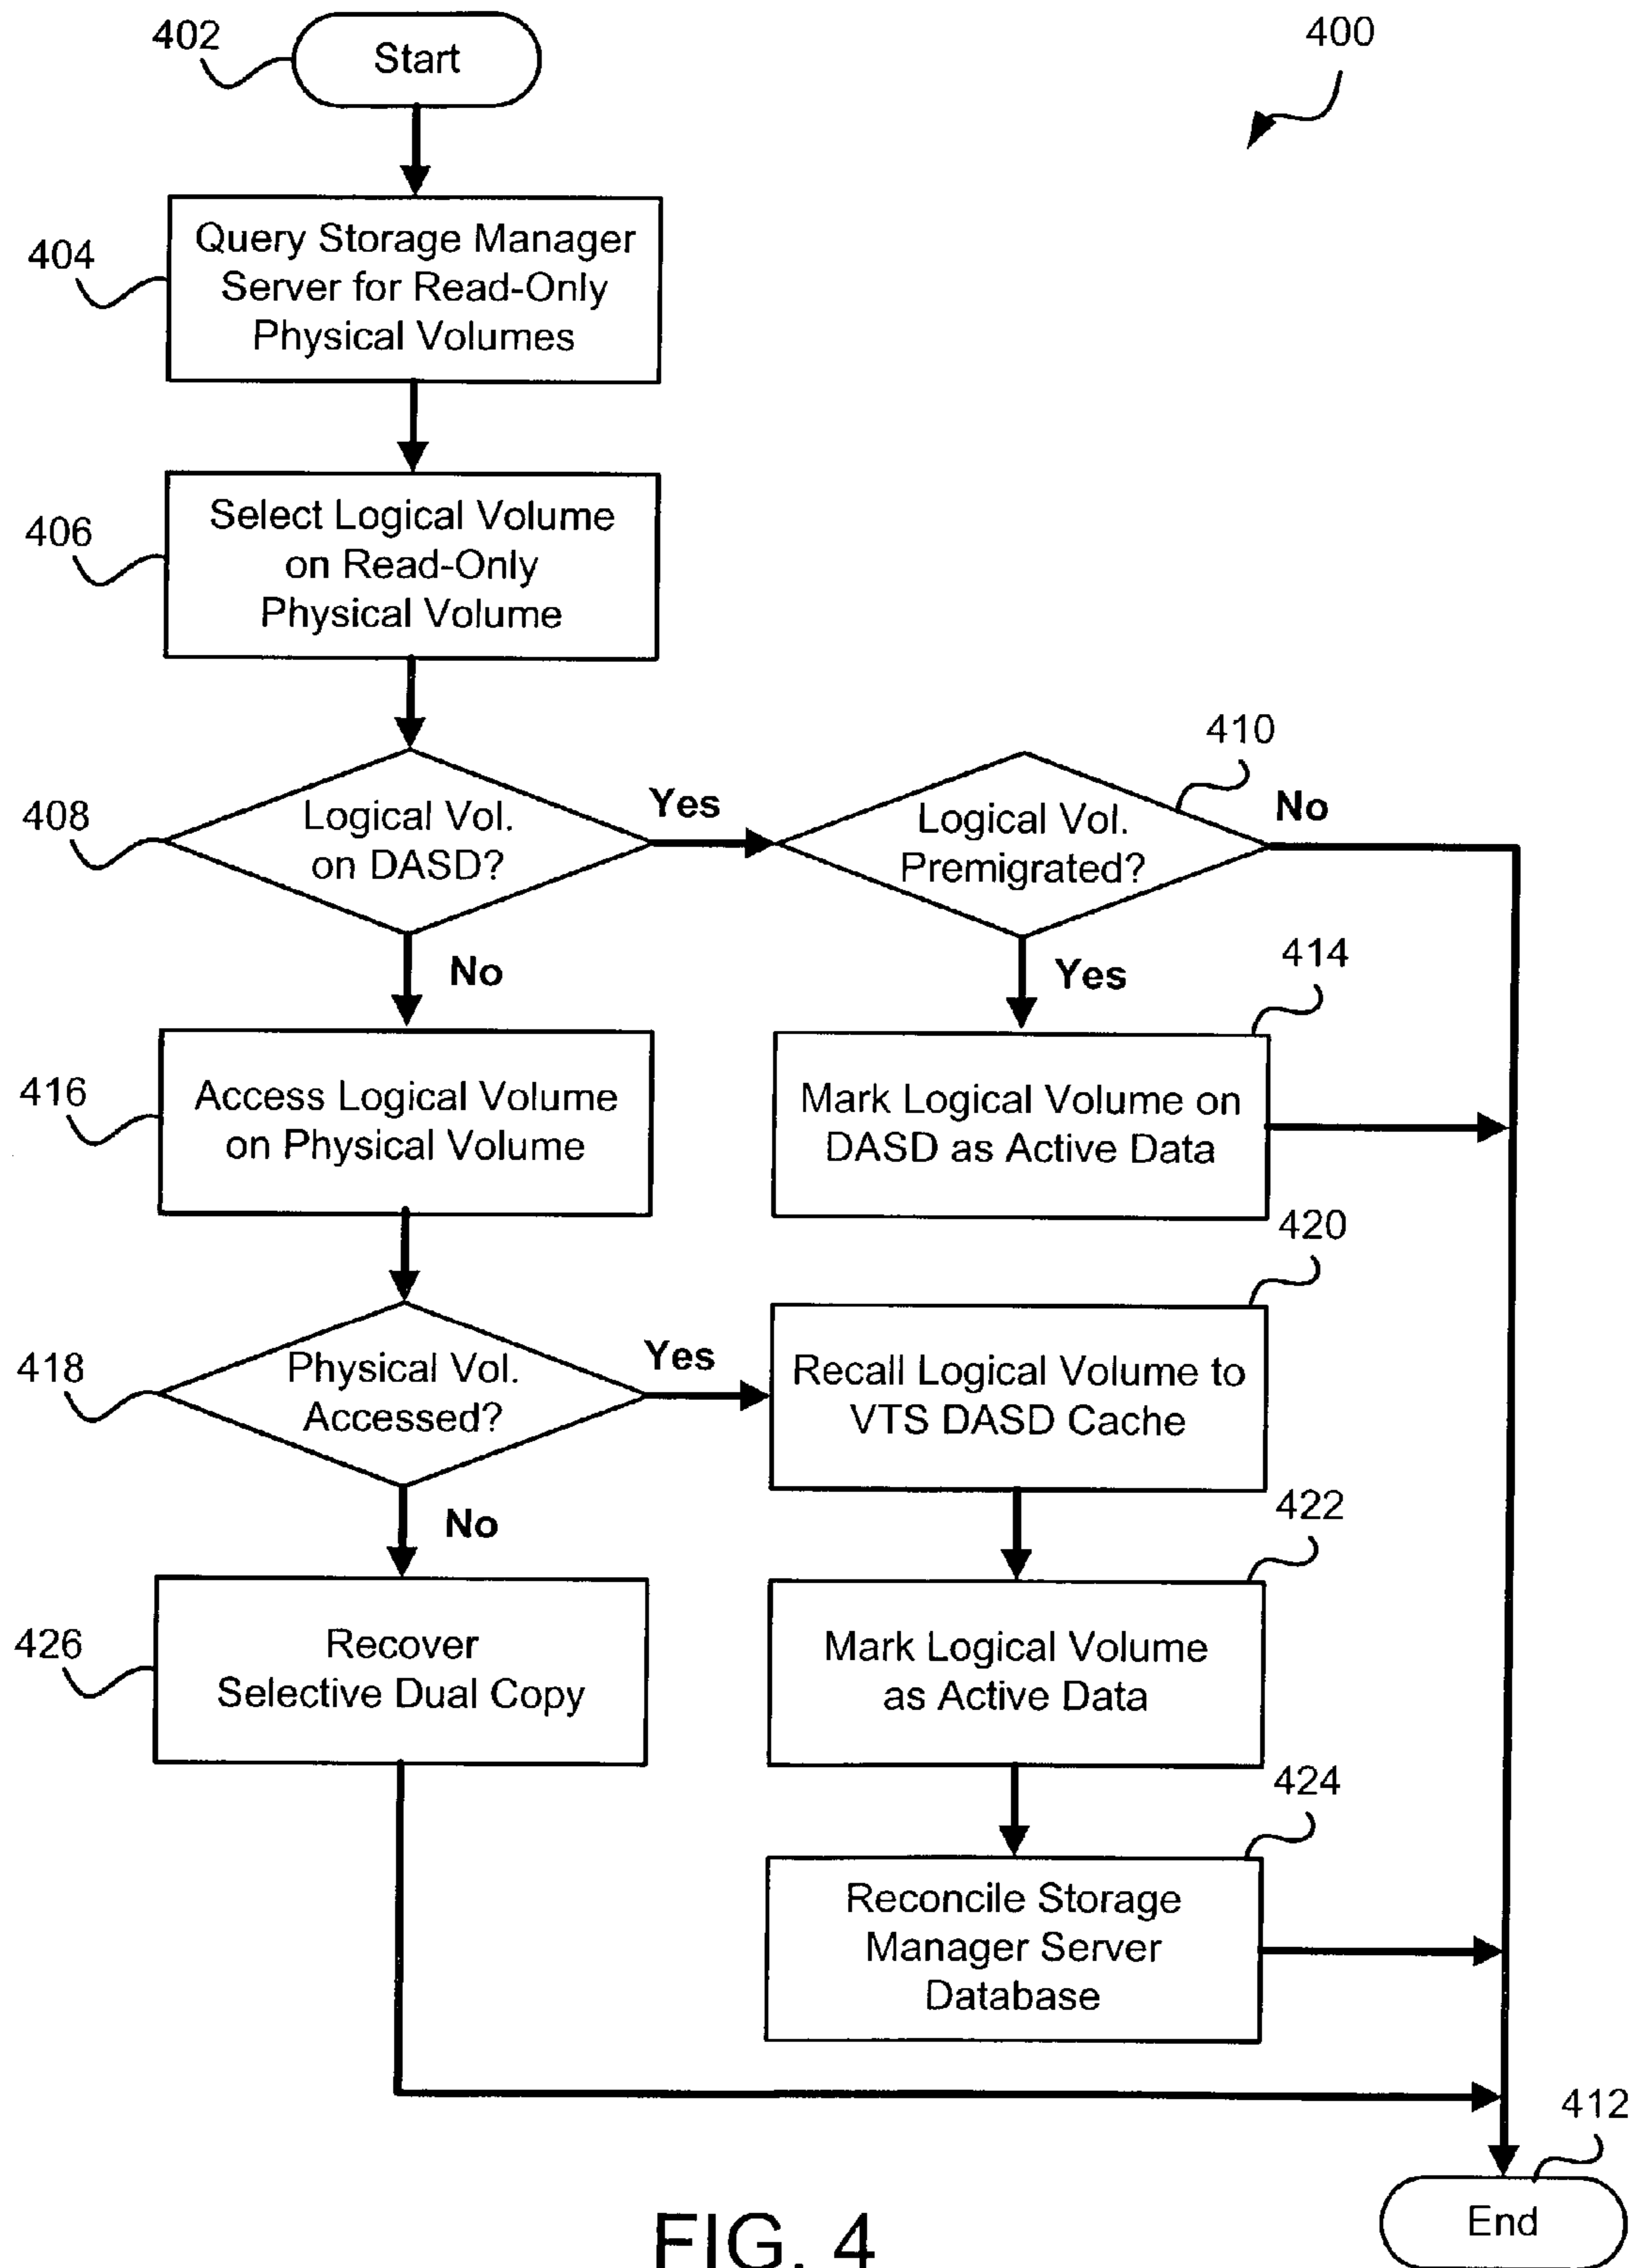 402
Start
400
404
Query Storage Manager
Server for Read-Only
Physical Volumes
406
Select Logical Volume
on Read-Only
Physical Volume
408
Logical Vol.
on DASD?
Yes
410
Logical Vol.
Premigrated?
No
No
Yes
414
Mark Logical Volume on
DASD as Active Data
416
Access Logical Volume
on Physical Volume
418
Physical Vol.
Accessed?
Yes
420
Recall Logical Volume to
VTS DASD Cache
No
422
Mark Logical Volume
as Active Data
426
Recover
Selective Dual Copy
424
Reconcile Storage
Manager Server
Database
412
End
FIG. 4